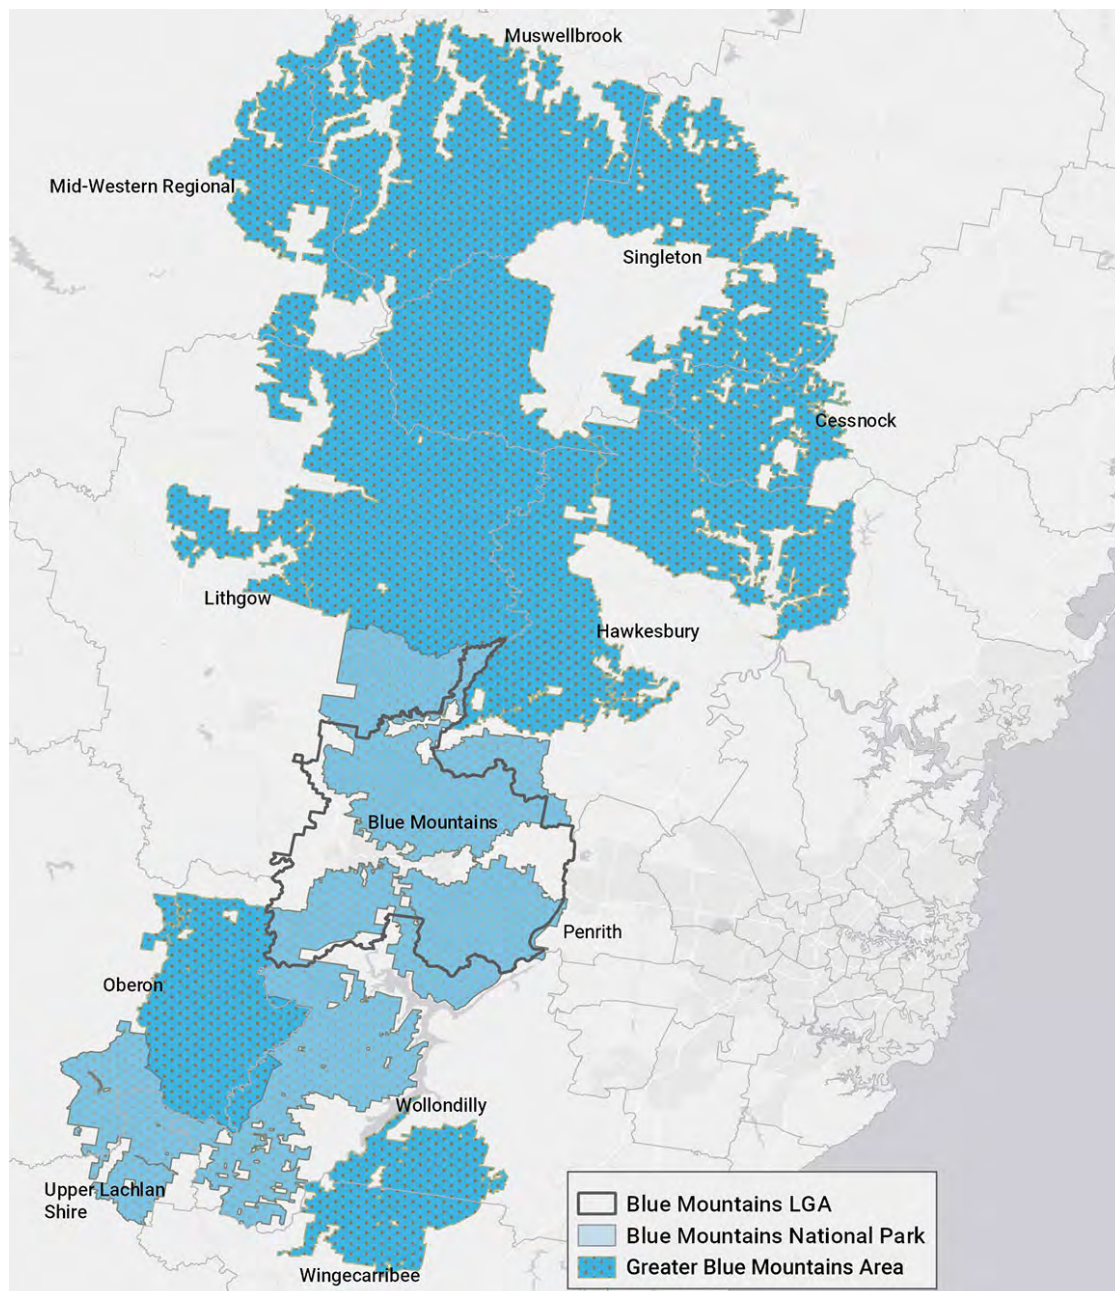 Muswellbrook
Mid-Western Regional
Singleton
Cessnock
Lithgow
Hawkesbury
Blue Mountains
Penrith
Oberon
Wollondilly
Upper Lachlan
Shire
Wingecarribee
Blue Mountains LGA
Blue Mountains National Park
Greater Blue Mountains Area